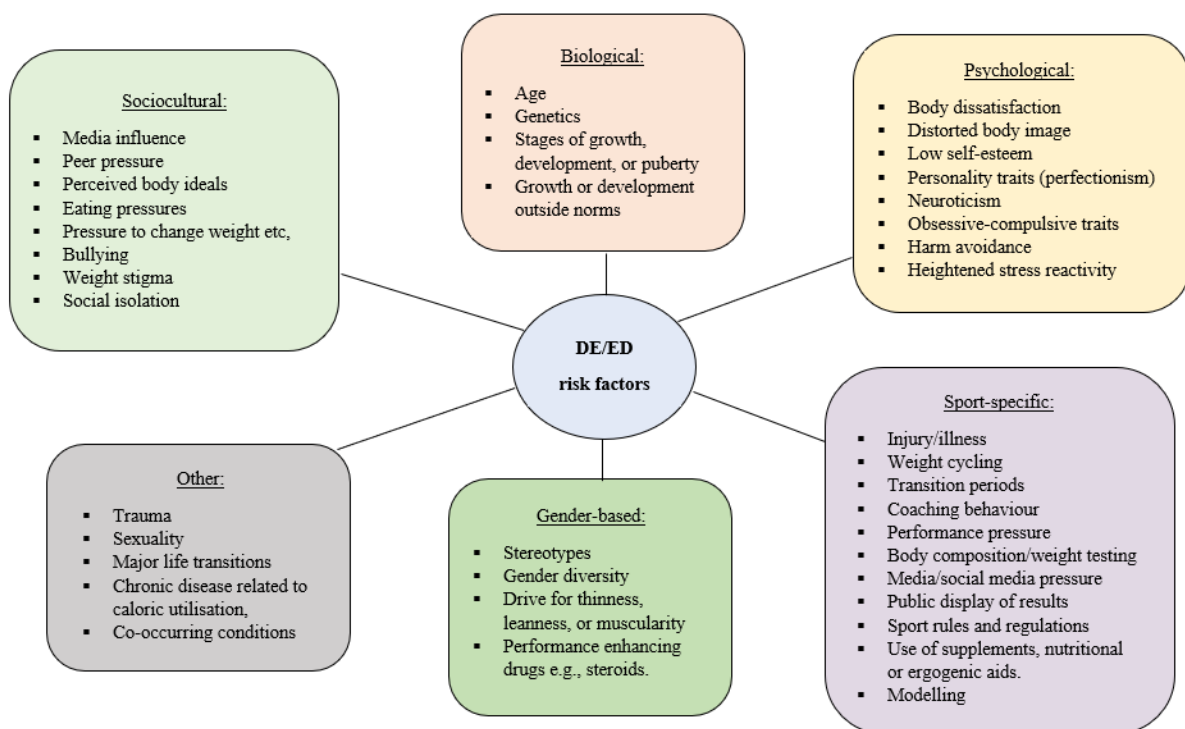 Sociocultural:
▪ Media influence
▪ Peer pressure
▪ Perceived body ideals
▪ Eating pressures
▪ Pressure to change weight etc,
▪ Bullying
▪ Weight stigma
▪ Social isolation
Biological:
▪ Age
▪ Genetics
▪ Stages of growth,
development, or puberty
▪ Growth or development
outside norms
Psychological:
▪ Body dissatisfaction
▪ Distorted body image
▪ Low self-esteem
▪ Personality traits (perfectionism)
▪ Neuroticism
▪ Obsessive-compulsive traits
▪ Harm avoidance
▪ Heightened stress reactivity
DE/ED
risk factors
Other:
▪ Trauma
▪ Sexuality
▪ Major life transitions
▪ Chronic disease related to
caloric utilisation,
▪ Co-occurring conditions
Gender-based:
▪ Stereotypes
▪ Gender diversity
▪ Drive for thinness,
leanness, or muscularity
▪ Performance enhancing
drugs e.g., steroids.
Sport-specific:
▪ Injury/illness
▪ Weight cycling
▪ Transition periods
▪ Coaching behaviour
▪ Performance pressure
▪ Body composition/weight testing
▪ Media/social media pressure
▪ Public display of results
▪ Sport rules and regulations
▪ Use of supplements, nutritional
or ergogenic aids.
▪ Modelling